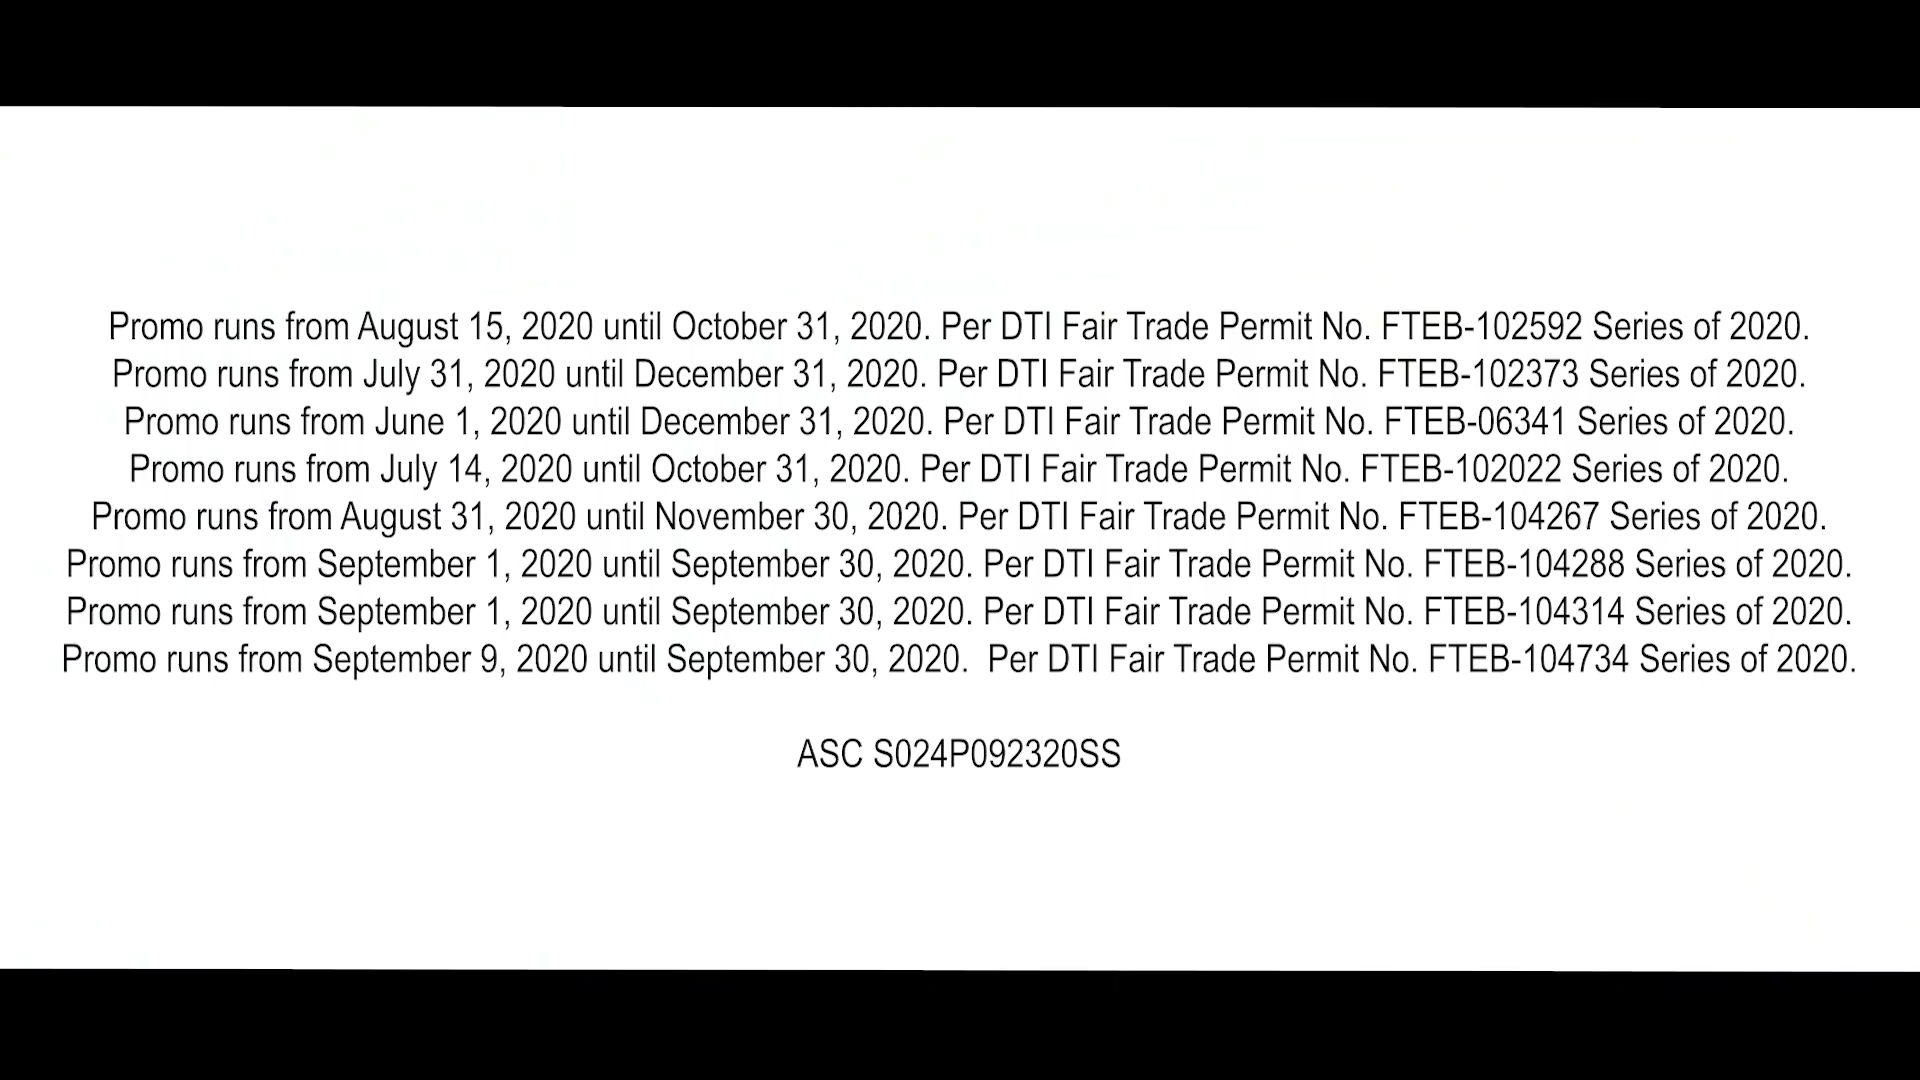 Promo runs from August 15, 2020 until October 31, 2020. Per DTI Fair Trade Permit No. FTEB-102592 Series of 2020.
Promo runs from July 31, 2020 until December 31, 2020. Per DTI Fair Trade Permit No. FTEB-102373 Series of 2020.
Promo runs from June 1, 2020 until December 31, 2020. Per DTI Fair Trade Permit No. FTEB-06341 Series of 2020.
Promo runs from July 14, 2020 until October 31, 2020. Per DTI Fair Trade Permit No. FTEB-102022 Series of 2020.
Promo runs from August 31, 2020 until November 30, 2020. Per DTI Fair Trade Permit No. FTEB-104267 Series of 2020.
Promo runs from September 1, 2020 until September 30, 2020. Per DTI Fair Trade Permit No. FTEB-104288 Series of 2020.
Promo runs from September 1, 2020 until September 30, 2020. Per DTI Fair Trade Permit No. FTEB-104314 Series of 2020.
Promo runs from September 9, 2020 until September 30, 2020.  Per DTI Fair Trade Permit No. FTEB-104734 Series of 2020.
ASC S024P092320SS